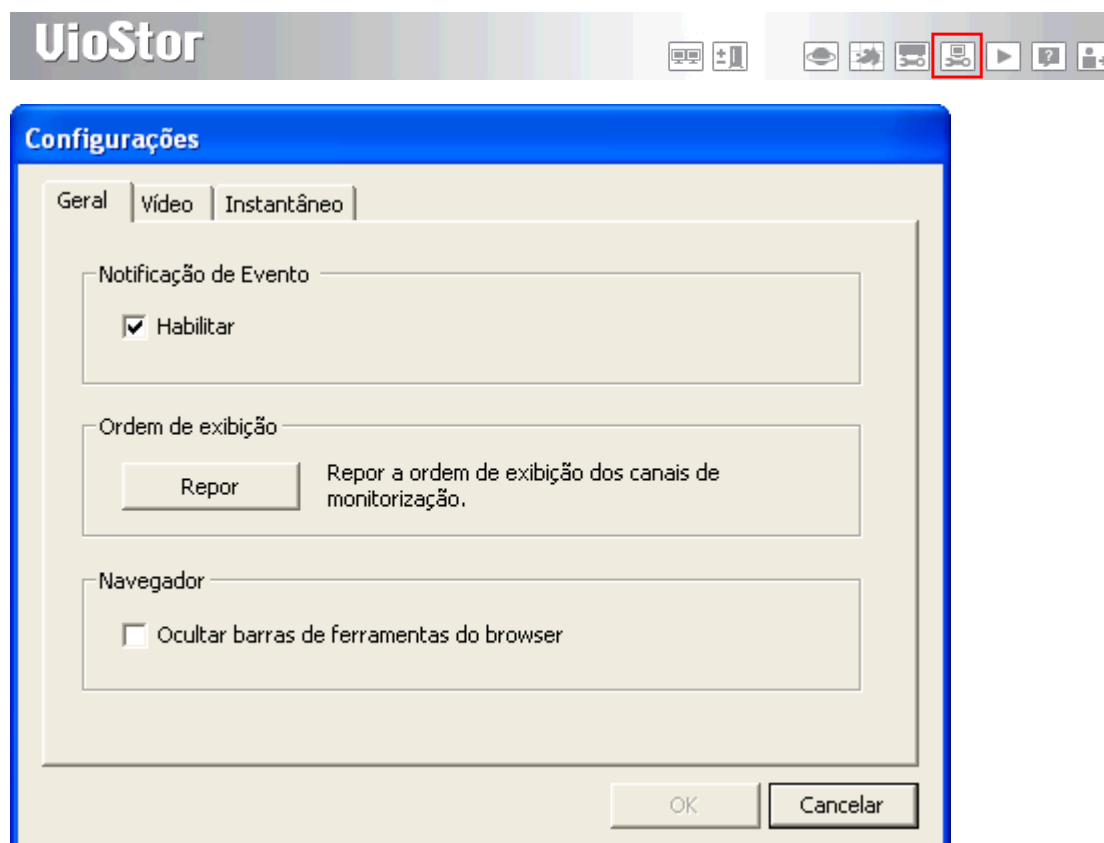 VioStor
Configurações
Geral
Vídeo
Instantâneo
Notificação de Evento
Habilitar
Ordem de exibição
Repor
Repor a ordem de exibição dos canais de
monitorização.
Navegador
Ocultar barras de ferramentas do browser
OK
Cancelar